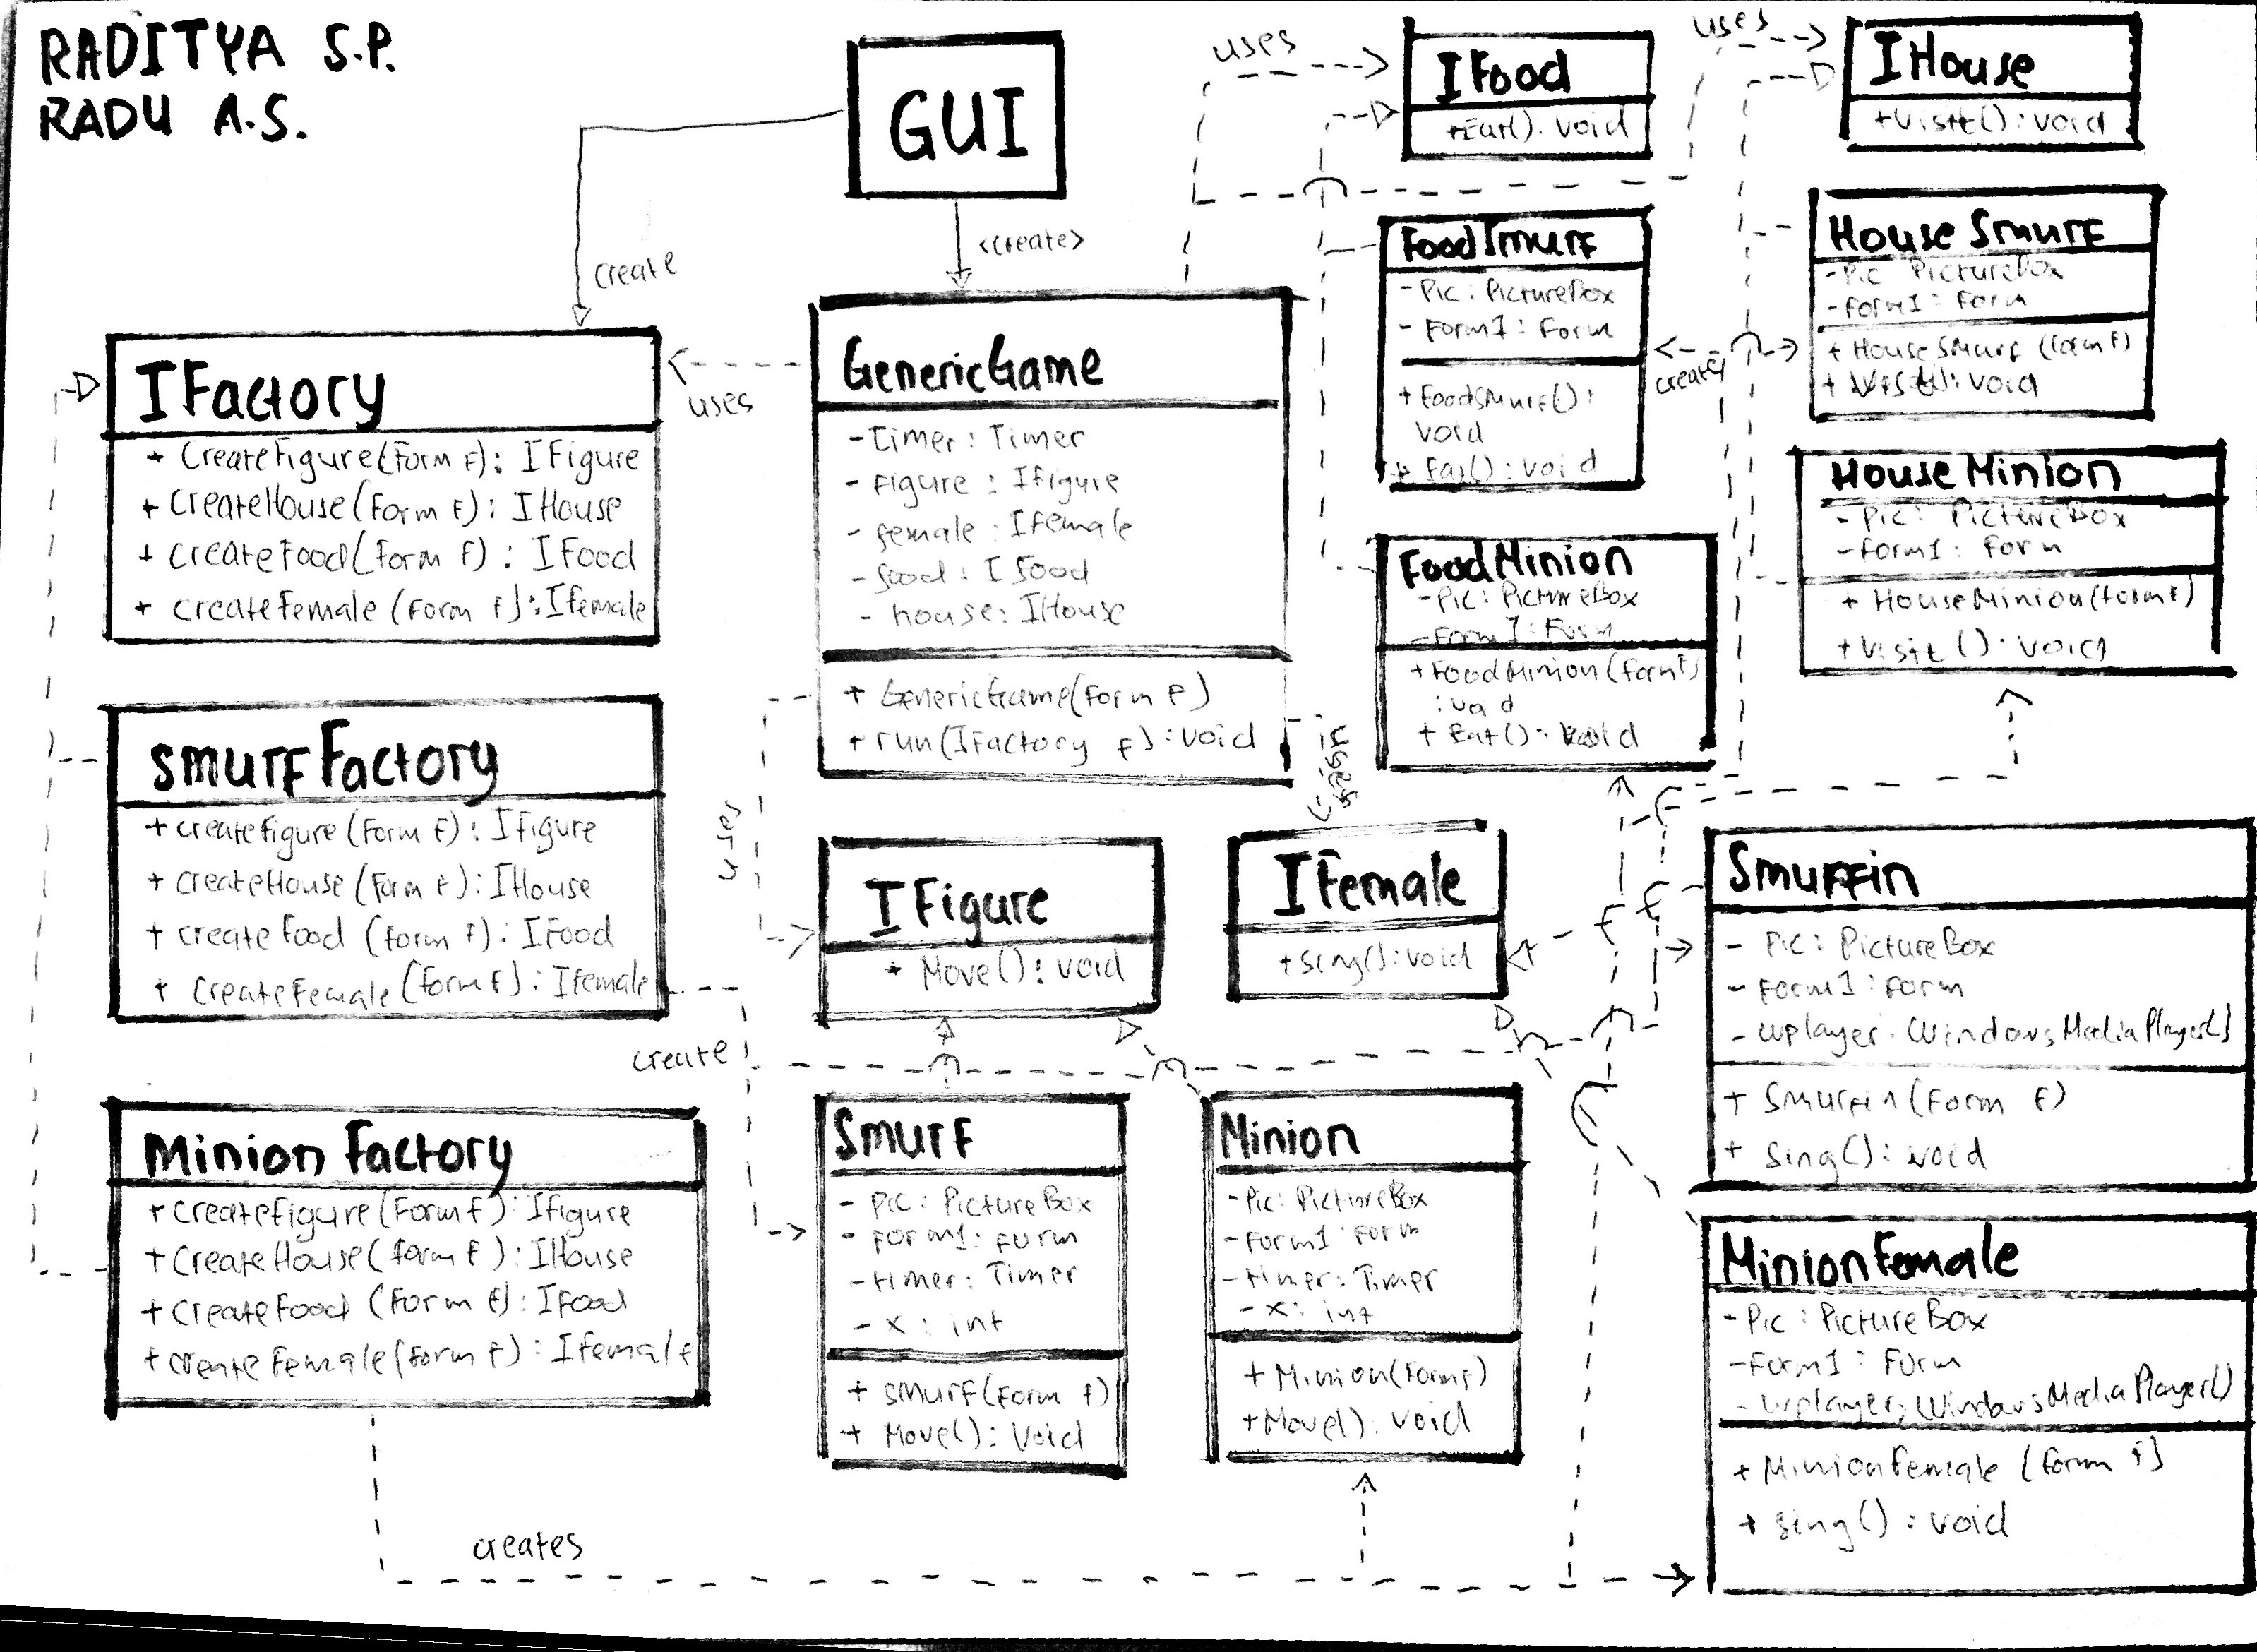 RADITYA S.P.
RADU A.S.
GUI
create
<create>
uses
uses
IFood
+Eat(). void
IHouse
+Visit(): void
IFactory
+ CreateFigure(Form F): IFigure
+ CreateHouse(Form F): IHouse
+ CreateFood(Form F): IFood
+ CreateFemale(Form F): IFemale
uses
GenericGame
-Timer: Timer
- Figure: IFigure
- female: IFemale
- food: IFood
- house: IHouse
+ GenericGame(Form F)
+ run(IFactory F): void
uses
uses
FoodSmurf
- Pic: PictureBox
- Form1: Form
+ FoodSmurf():
void
+ Eat(): void
create
HouseSmurf
- Pic PictureBox
- Form1: Form
+ HouseSmurf (Form F)
+ Visit(): void
HouseMinion
- Pic: PictureBox
- Form1: Form
+ HouseMinion(Form F)
+ Visit(): void
FoodMinion
- Pic: PictureBox
- Form1: Form
+ FoodMinion(Form F)
: void
+ Eat(): void
smurfFactory
+ createFigure (Form F): IFigure
+ createHouse (Form F): IHouse
+ createFood (Form F): IFood
+ createFemale (Form F): IFemale
create
IFigure
+ Move(): void
IFemale
+ sing(): void
Smurffin
- Pic: PictureBox
- Form1: Form
- wplayer: WindowsMediaPlayer()
+ Smurffin(Form F)
+ sing(): void
Minion Factory
+ createFigure(Form F): IFigure
+ CreateHouse(Form F): IHouse
+ CreateFood (Form F): IFood
+ createFemale(Form F): IFemale
creates
Smurf
- Pic: PictureBox
- Form1: Form
- timer: Timer
- x: int
+ smurf(Form F)
+ Move(): Void
Minion
- Pic: PictureBox
- Form1: Form
- timer: Timer
- x: int
+ Minion(Form F)
+ Move(): void
MinionFemale
- Pic: PictureBox
- Form1: Form
- wplayer: WindowsMediaPlayer()
+ MinionFemale (Form F)
+ sing(): void